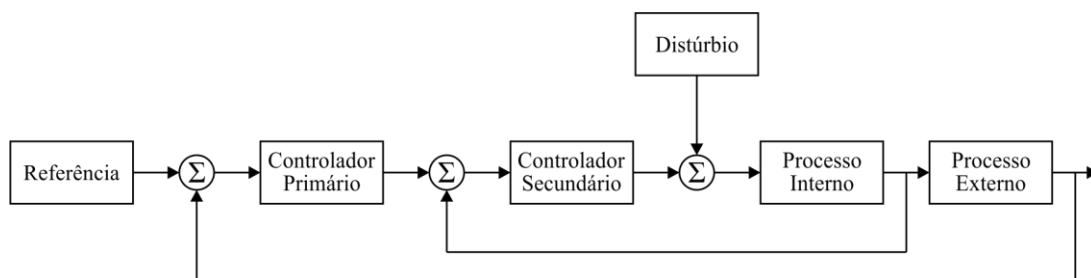 Distúrbio
Referência
Σ
Controlador
Primário
Σ
Controlador
Secundário
Σ
Processo
Interno
Processo
Externo